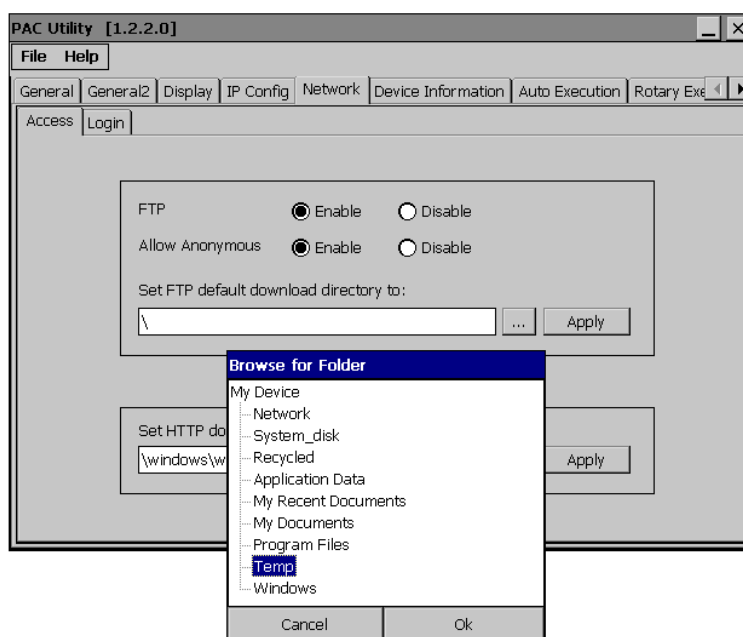 PAC Utility [1.2.2.0]
File Help
General General2 Display IP Config Network Device Information Auto Execution Rotary Exe
Access Login
FTP Enable Disable
Allow Anonymous Enable Disable
Set FTP default download directory to:
\ ... Apply
Browse for Folder
My Device
Network
System_disk
Recycled
Application Data
My Recent Documents
My Documents
Program Files
Temp
Windows
Cancel Ok
Set HTTP do
\windows\w Apply